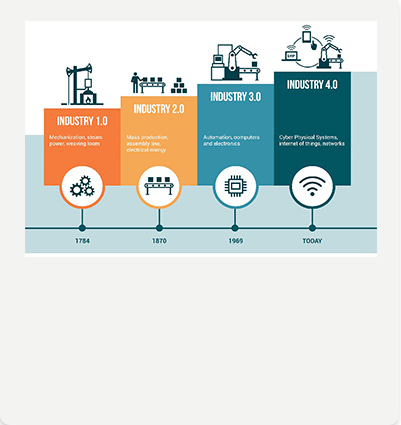 INDUSTRY 1.0
Mechanization, steam
power, weaving loom
INDUSTRY 2.0
Mass production,
assembly line,
electrical energy
INDUSTRY 3.0
Automation, computers
and electronics
INDUSTRY 4.0
Cyber Physical Systems,
internet of things, networks
1784
1870
1969
TODAY